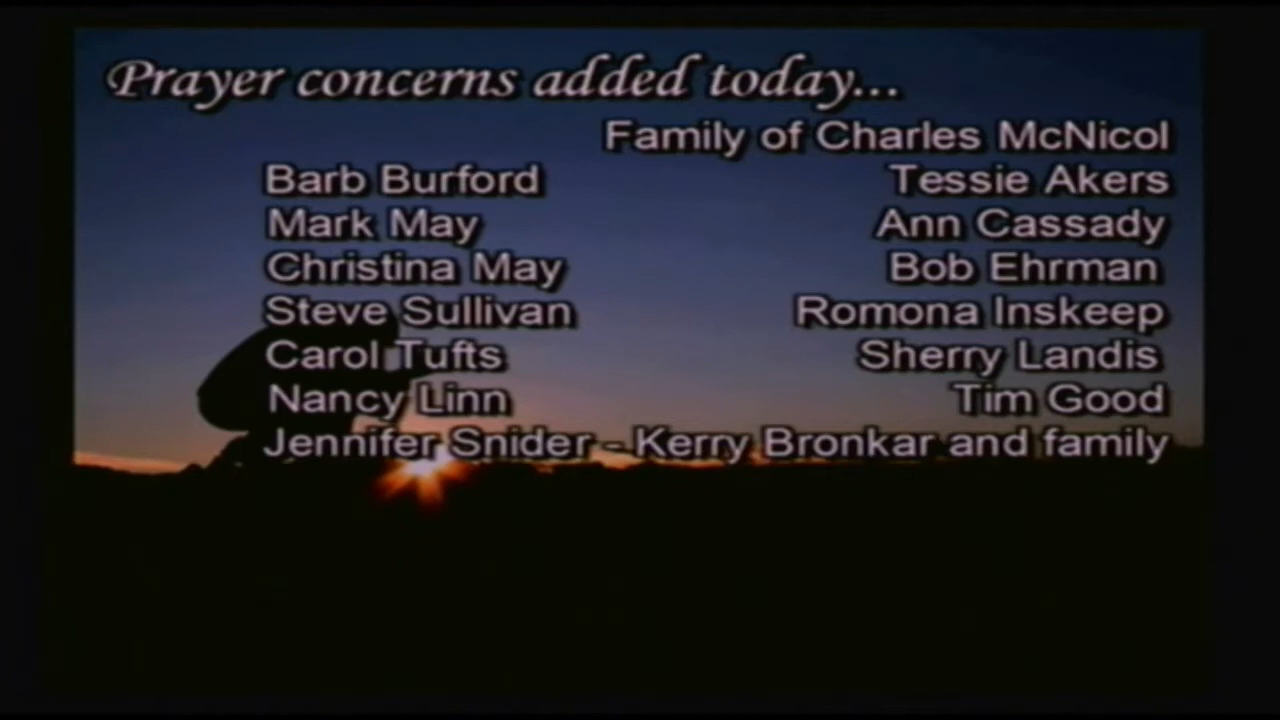 Prayer concerns added today...
Family of Charles McNicol
Barb Burford Tessie Akers
Mark May Ann Cassady
Christina May Bob Ehrman
Steve Sullivan Romona Inskeep
Carol Tufts Sherry Landis
Nancy Linn Tim Good
Jennifer Snider - Kerry Bronkar and family